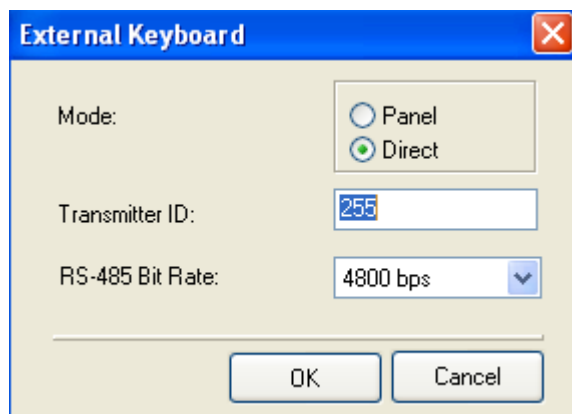 External Keyboard
Mode:
Panel
Direct
Transmitter ID:
255
RS-485 Bit Rate:
4800 bps
OK
Cancel